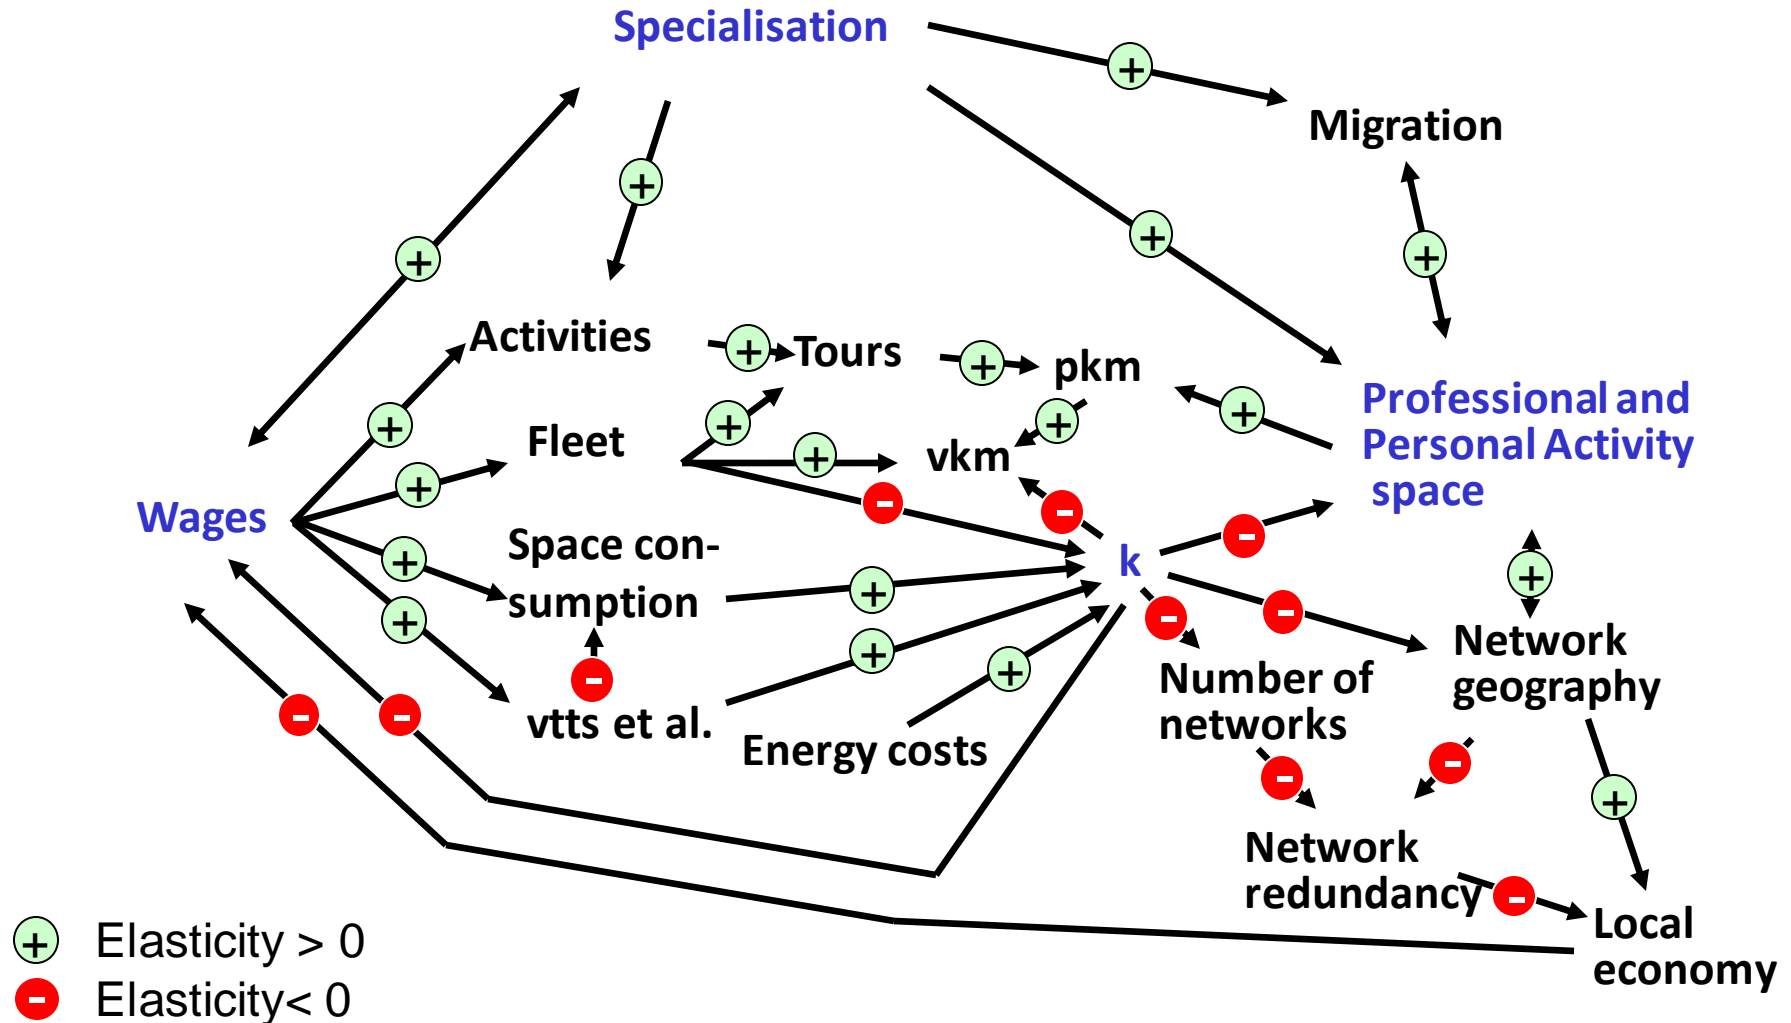 Specialisation
+
Migration
+
+
+
+
Activities
+
Tours
+
pkm
Professional and
Personal Activity
space
+
+
+
+
Fleet
+
vkm
+
-
-
Wages
+
Space con-
sumption
+
k
-
+
+
-
-
Network
geography
+
-
vtts et al.
+
+
Energy costs
Number of
networks
-
-
-
-
+
Network
redundancy
-
Local
economy
+ Elasticity > 0
- Elasticity< 0